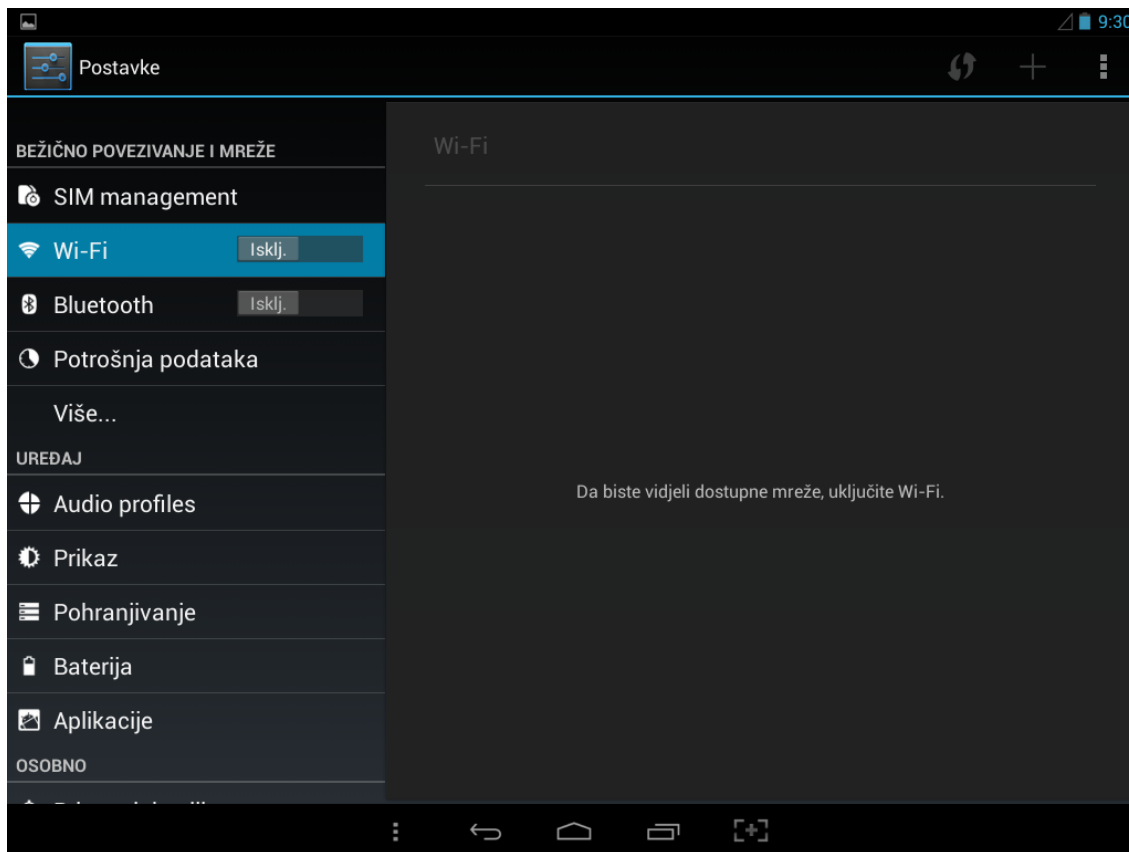 9:30
Postavke
BEŽIČNO POVEZIVANJE I MREŽE
SIM management
Wi-Fi Isklj.
Bluetooth Isklj.
Potrošnja podataka
Više...
UREĐAJ
Audio profiles
Prikaz
Pohranjivanje
Baterija
Aplikacije
OSOBNO
Wi-Fi
Da biste vidjeli dostupne mreže, uključite Wi-Fi.